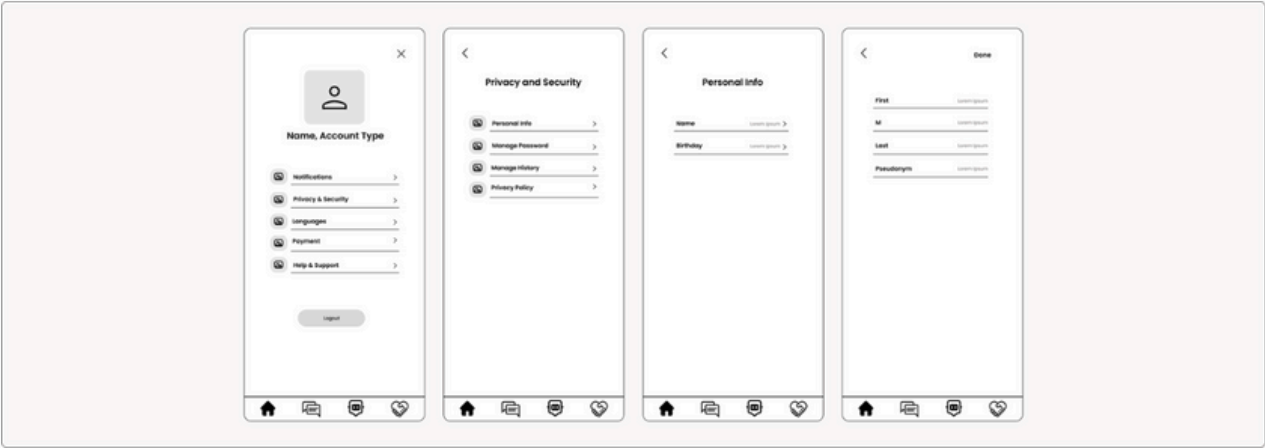 Name, Account Type
Notifications
Privacy & Security
Languages
Payment
Help & Support
Logout
Privacy and Security
Personal Info
Manage Password
Manage History
Privacy Policy
Personal Info
Name Lorem ipsum
Birthday Lorem ipsum
Done
First Lorem ipsum
M Lorem ipsum
Last Lorem ipsum
Pseudonym Lorem ipsum